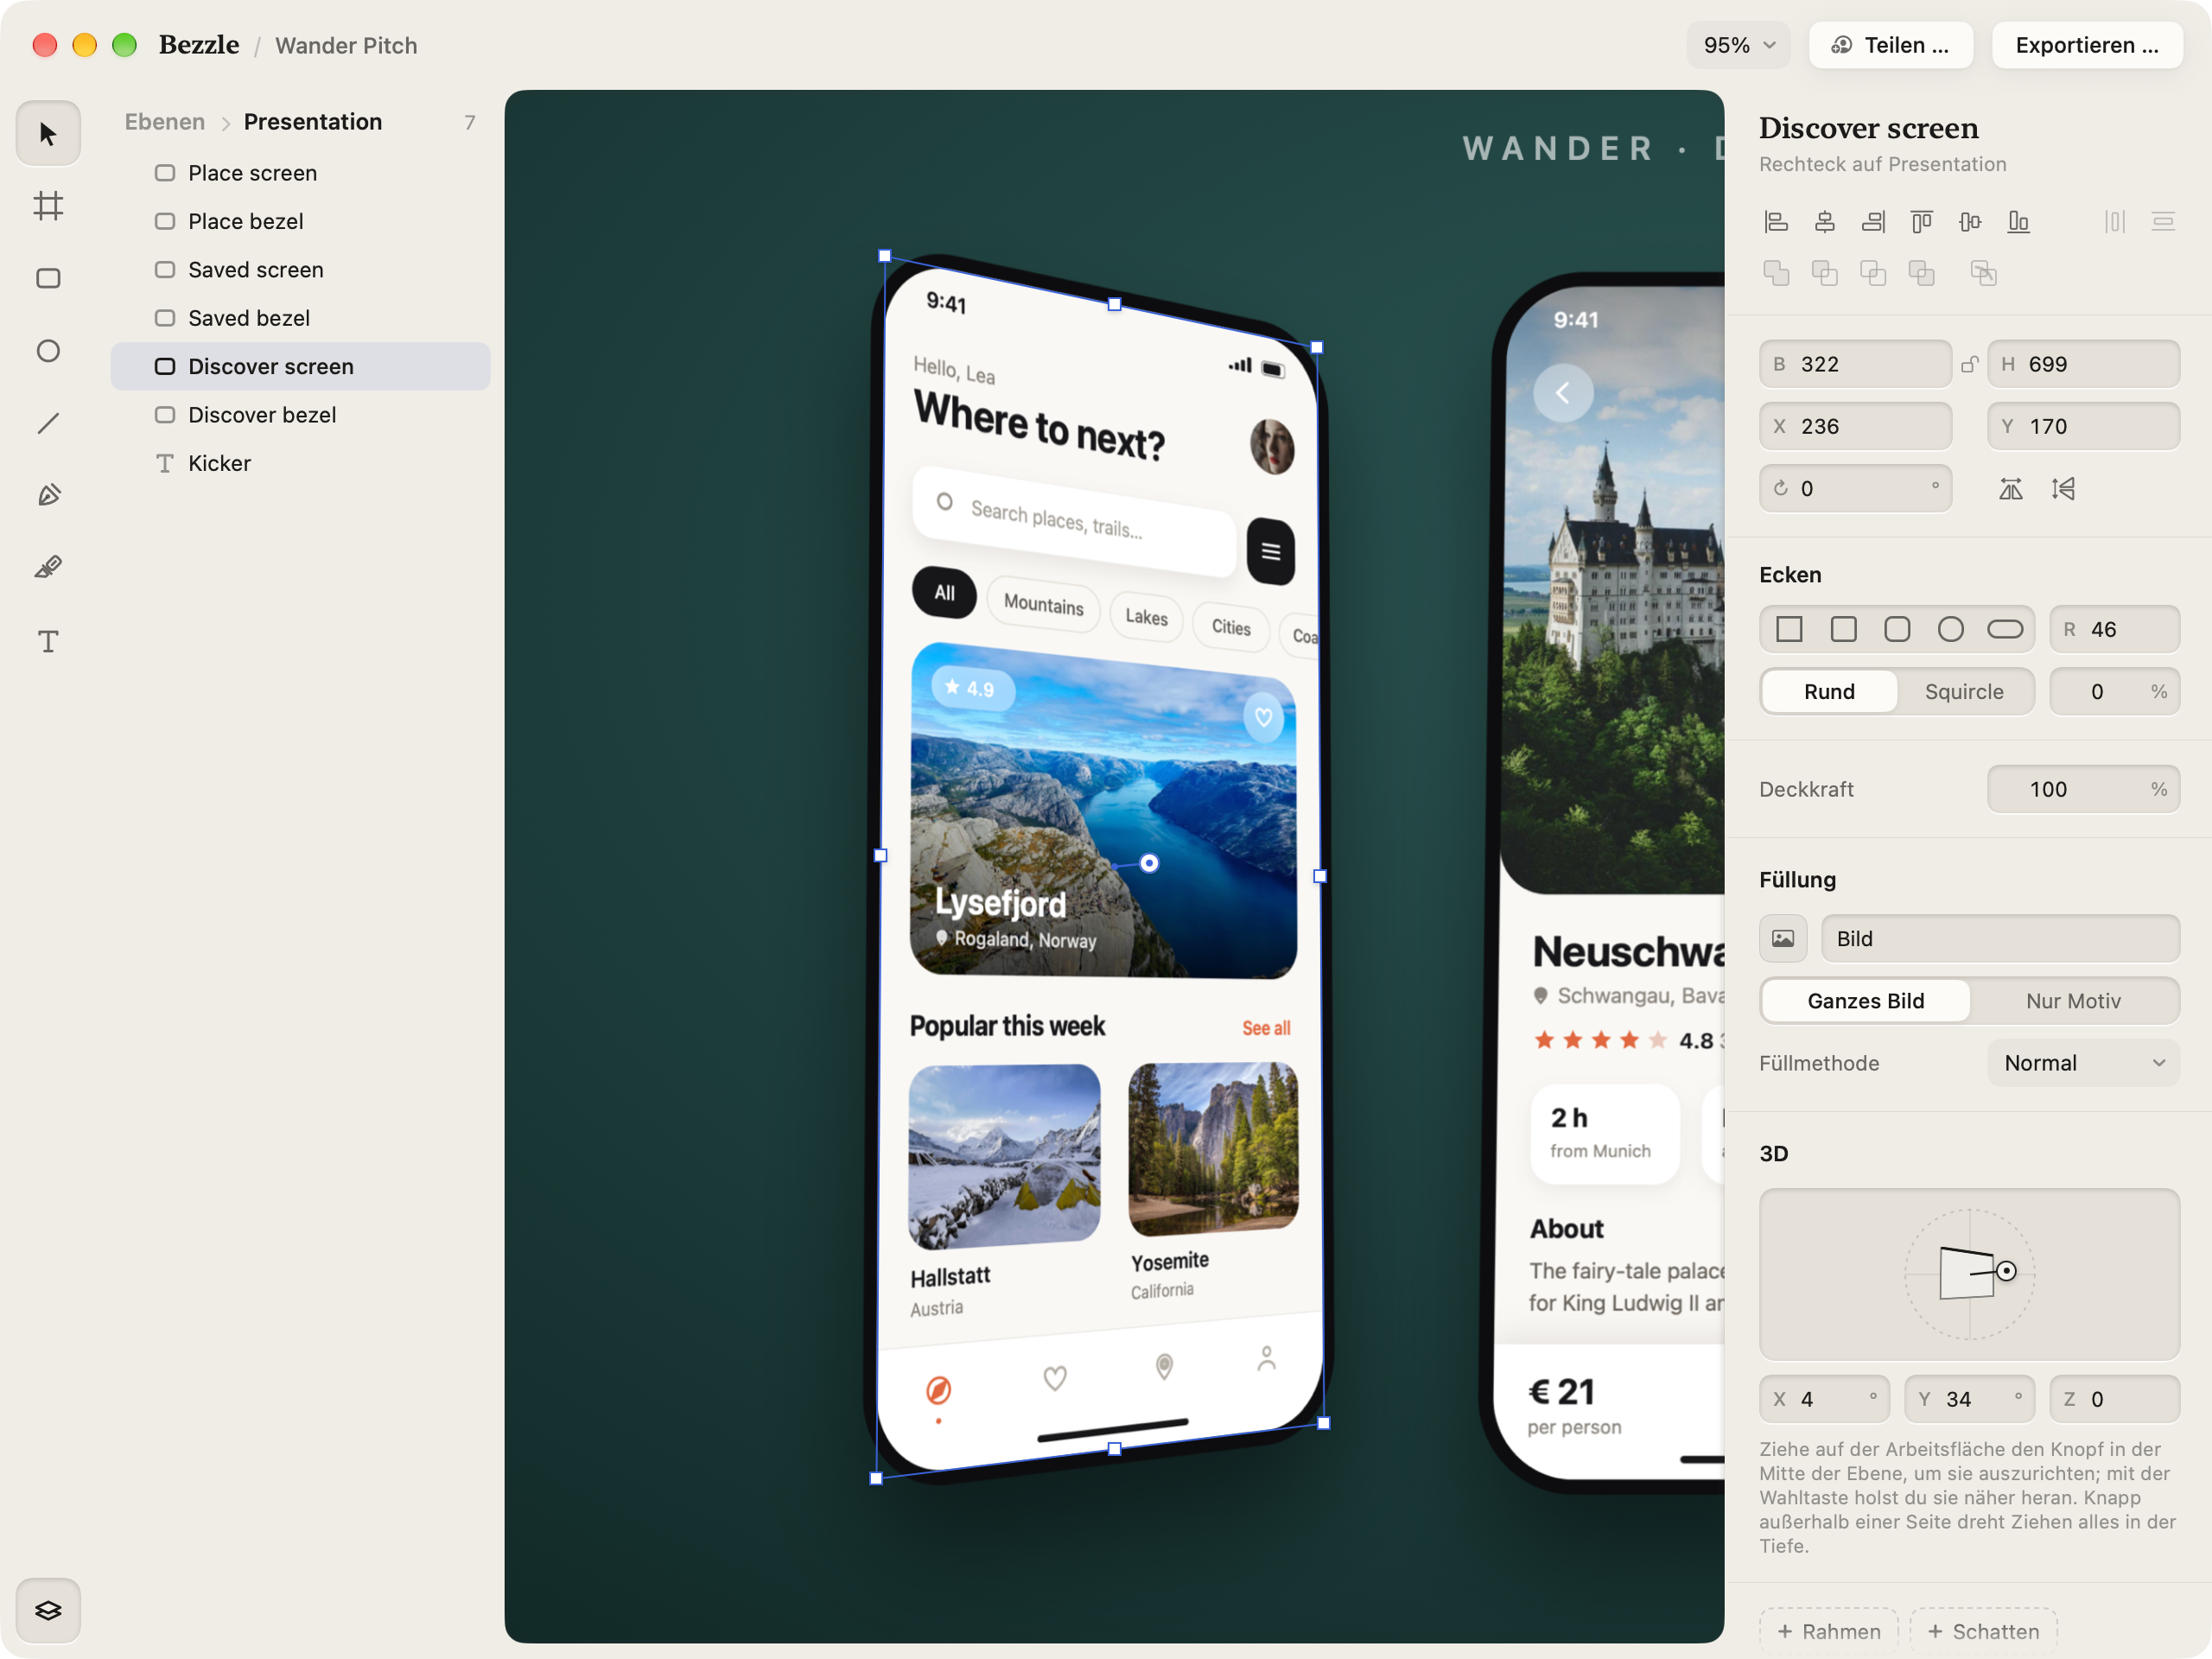 Bezzle / Wander Pitch
95%
Teilen ...
Exportieren ...
Ebenen > Presentation 7
Place screen
Place bezel
Saved screen
Saved bezel
Discover screen
Discover bezel
Kicker
WANDER ·
9:41
Hello, Lea
Where to next?
Search places, trails...
All
Mountains
Lakes
Cities
Coa
4.9
Lysefjord
Rogaland, Norway
Popular this week
See all
Hallstatt
Austria
Yosemite
California
9:41
Neuschwa
Schwangau, Bava
4.8
2 h
from Munich
About
The fairy-tale palace
for King Ludwig II an
€ 21
per person
Discover screen
Rechteck auf Presentation
B 322
H 699
X 236
Y 170
0 °
Ecken
R 46
Rund
Squircle
0 %
Deckkraft
100 %
Füllung
Bild
Ganzes Bild
Nur Motiv
Füllmethode
Normal
3D
X 4 °
Y 34 °
Z 0
Ziehe auf der Arbeitsfläche den Knopf in der
Mitte der Ebene, um sie auszurichten; mit der
Wahltaste holst du sie näher heran. Knapp
außerhalb einer Seite dreht Ziehen alles in der
Tiefe.
+ Rahmen
+ Schatten